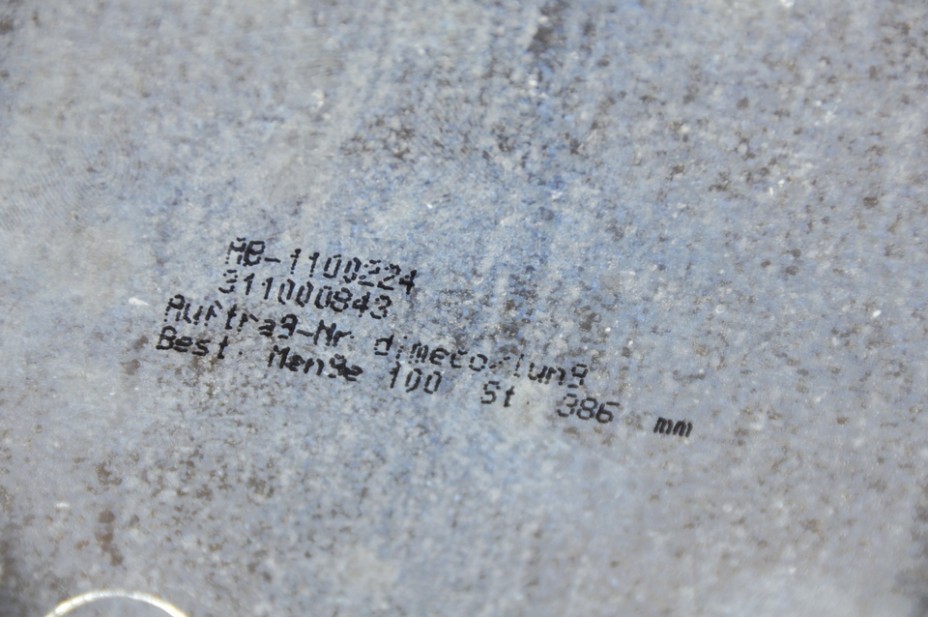 AB-1100224
311000843
Auftrag-Nr. dimeco/lung
Best. Menge 100 St 386 mm